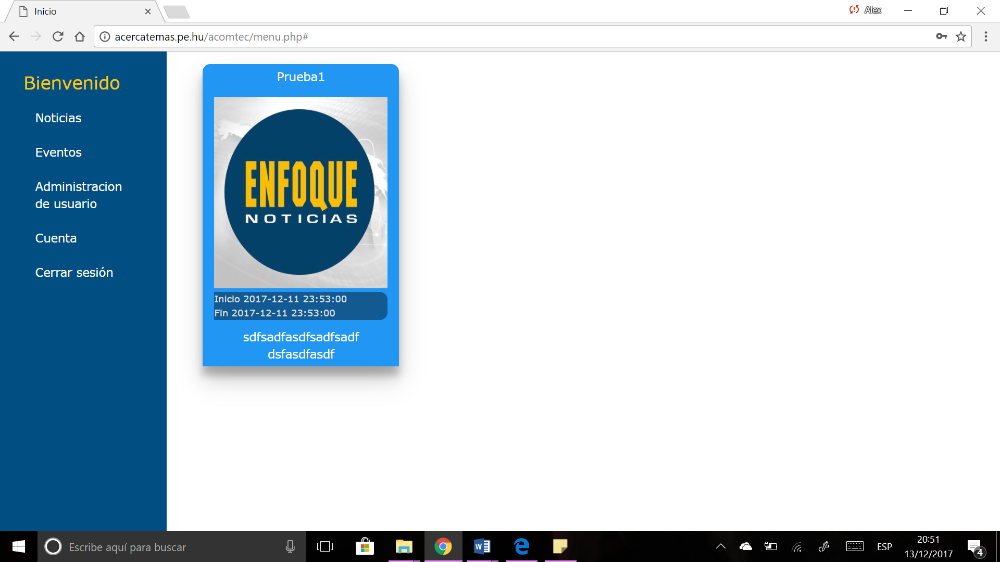 Inicio
Alex
acercatemas.pe.hu/acomtec/menu.php#
Bienvenido
Noticias
Eventos
Administracion
de usuario
Cuenta
Cerrar sesión
Prueba1
ENFOQUE
NOTICIAS
Inicio 2017-12-11 23:53:00
Fin 2017-12-11 23:53:00
sdfsadfasdfsadfsadf
dsfasdfasdf
Escribe aquí para buscar
ESP
20:51
13/12/2017
4